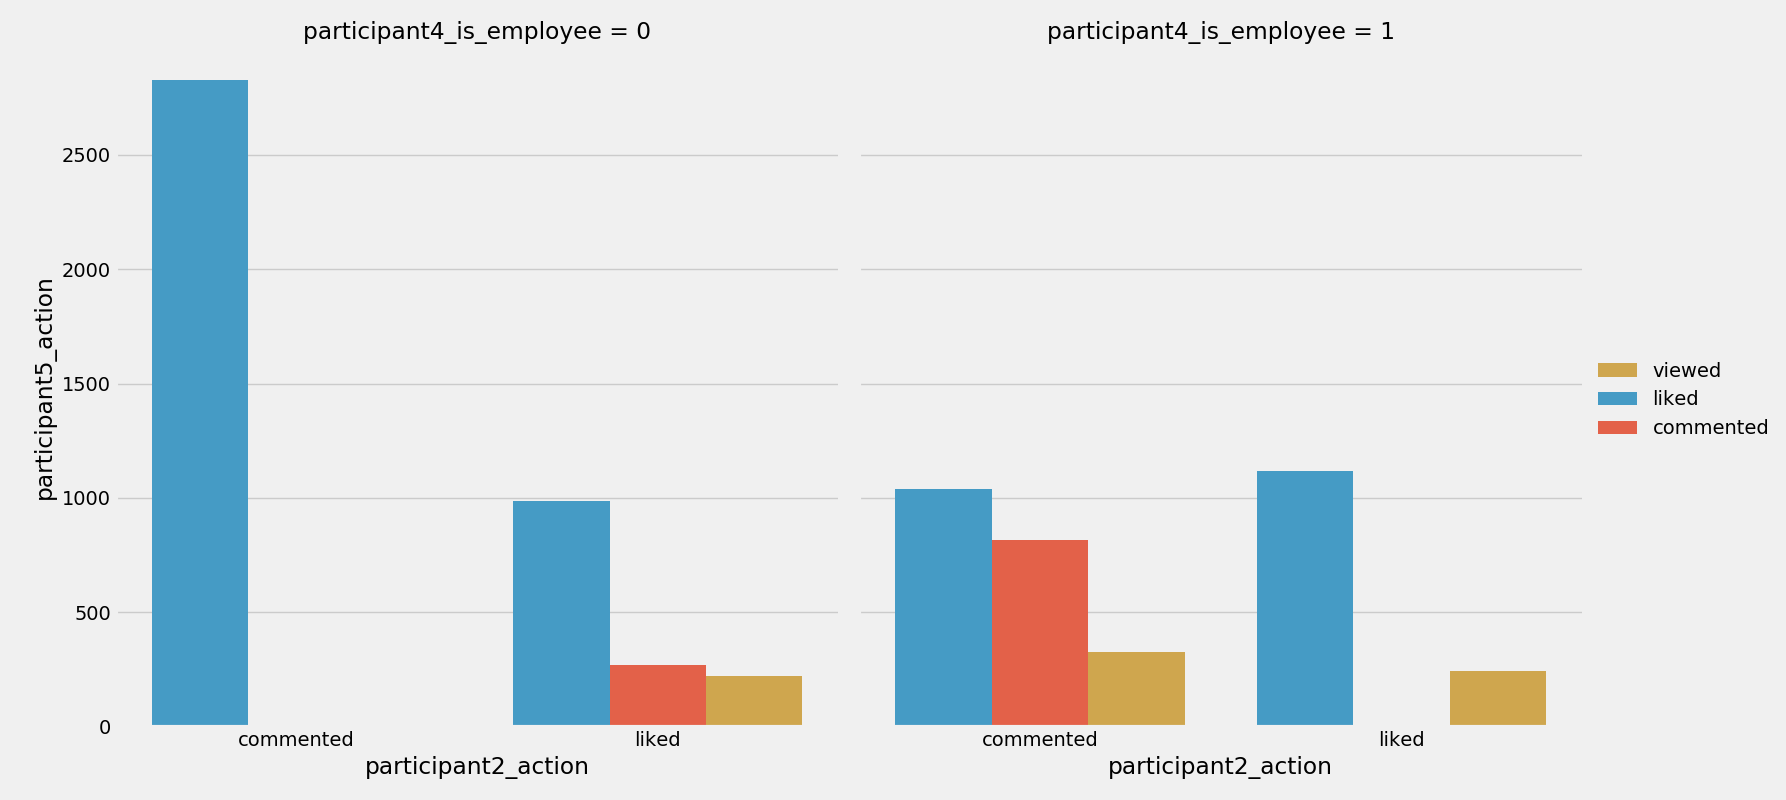 participant4_is_employee = 0
participant4_is_employee = 1
participant5_action
2500
2000
1500
1000
500
0
commented
liked
commented
liked
participant2_action
participant2_action
viewed
liked
commented